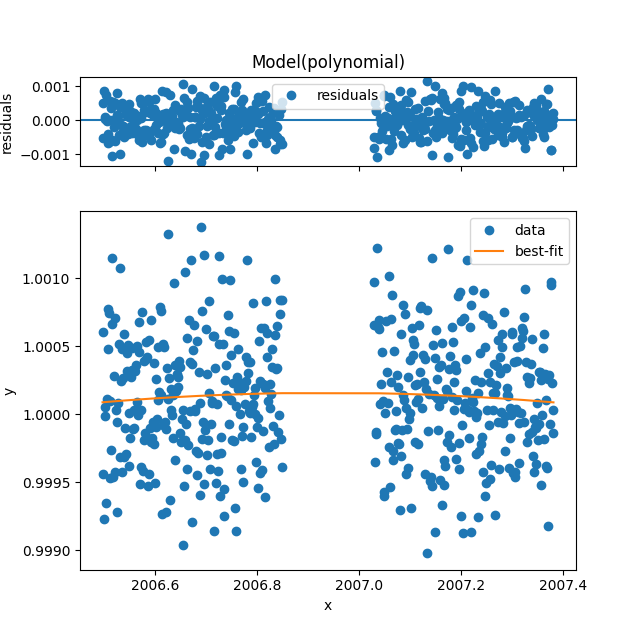 Model(polynomial)
residuals
0.001
0.000
−0.001
residuals
data
best-fit
y
1.0010
1.0005
1.0000
0.9995
0.9990
2006.6
2006.8
2007.0
2007.2
2007.4
x